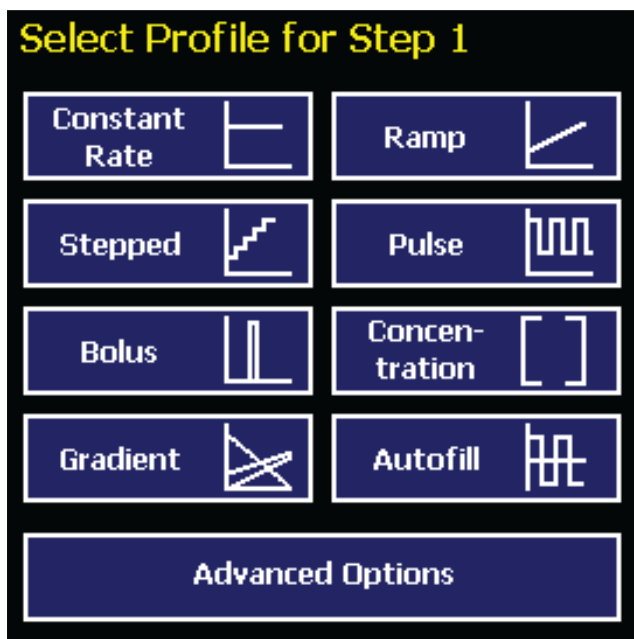 Select Profile for Step 1
Constant
Rate
Ramp
Stepped
Pulse
Bolus
Concen-
tration
Gradient
Autofill
Advanced Options